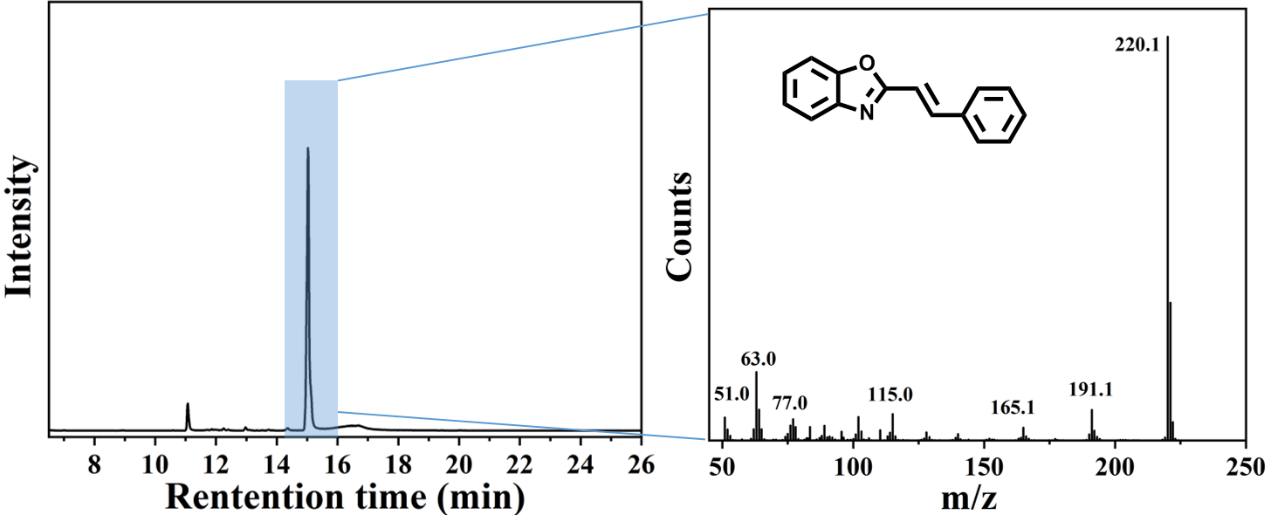 Intensity
8 10 12 14 16 18 20 22 24 26
Rentention time (min)
Counts
220.1
O
N
63.0
51.0
77.0
115.0
165.1
191.1
50 100 150 200 250
m/z